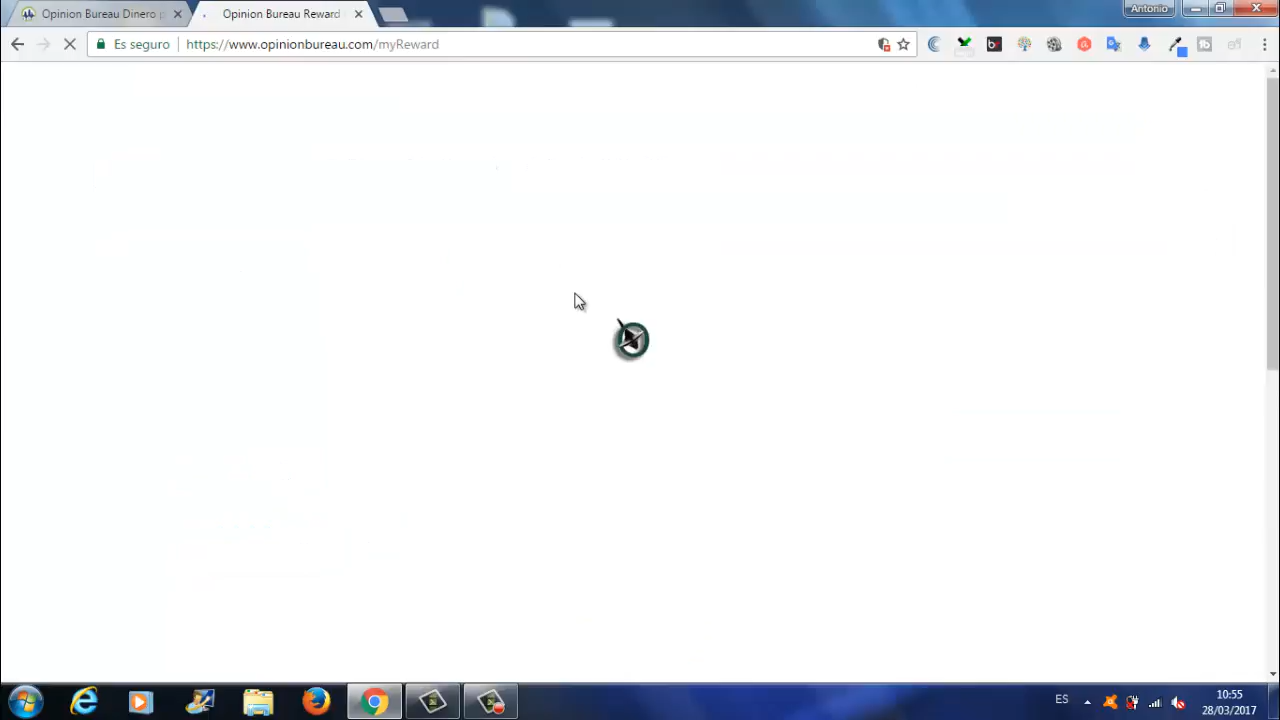 Opinion Bureau Dinero p
Opinion Bureau Reward
Antonio
Es seguro
https://www.opinionbureau.com/myReward
ES
10:55
28/03/2017